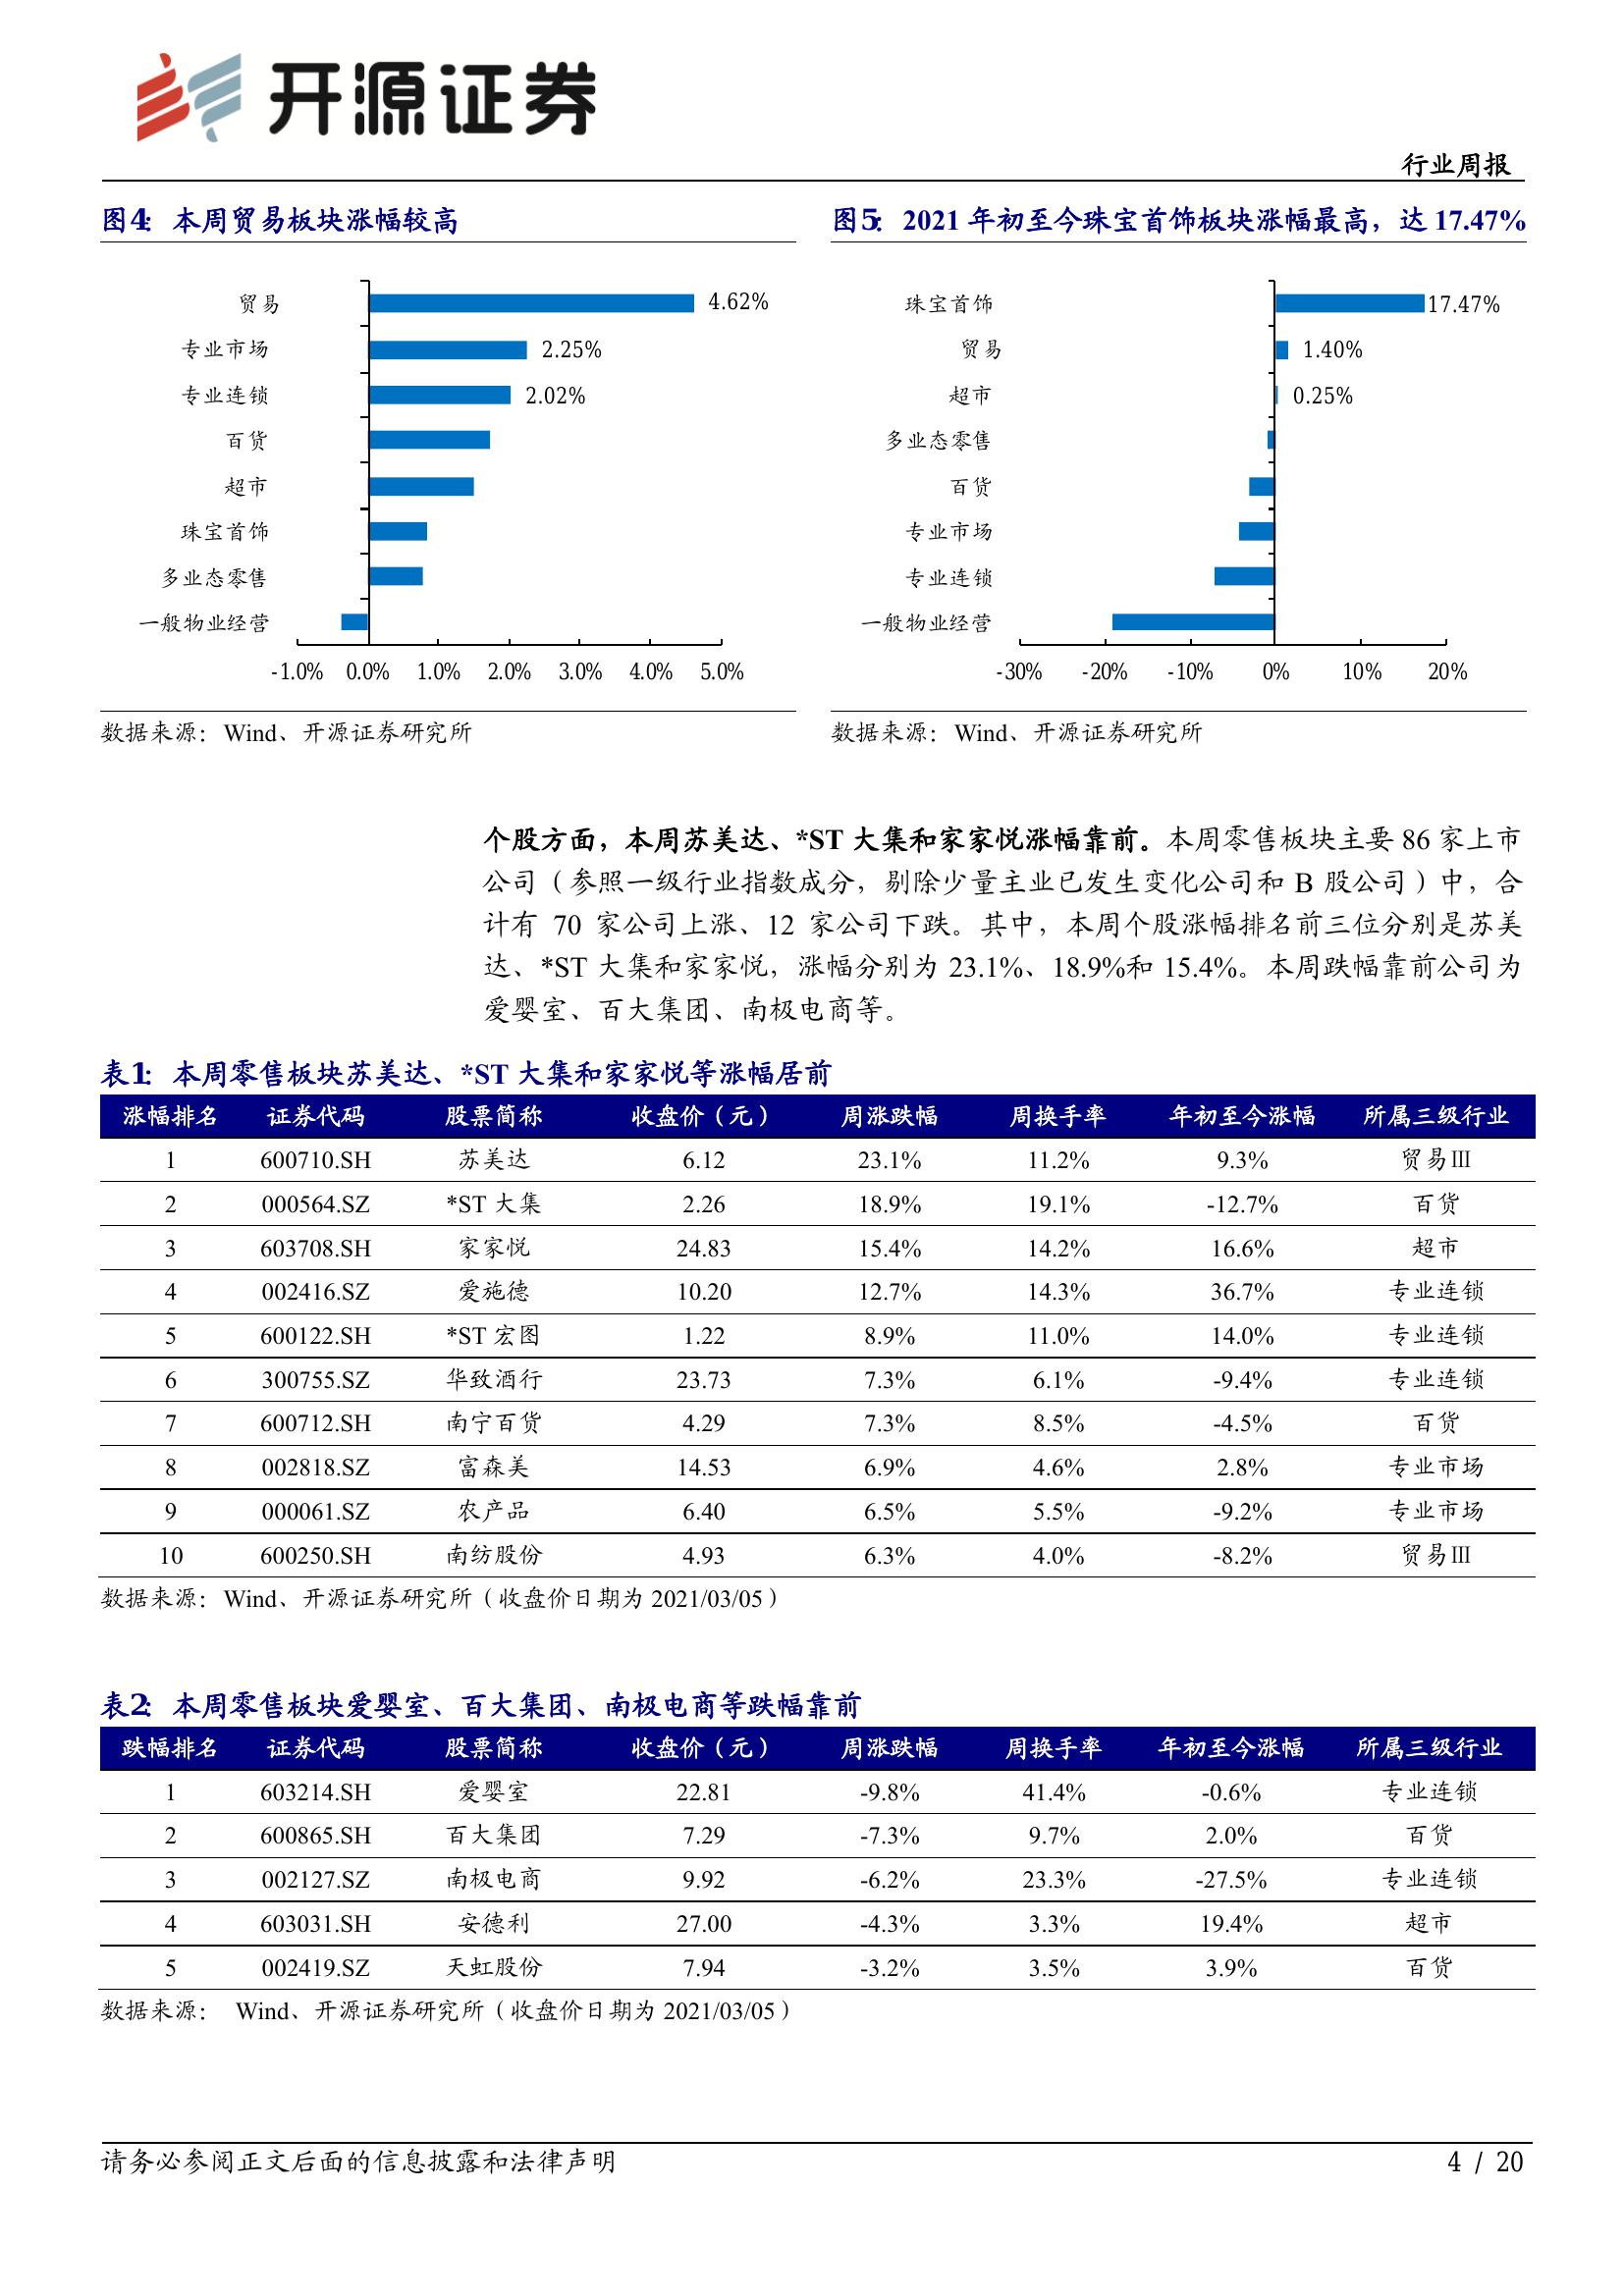 开源证券
行业周报
图4： 本周贸易板块涨幅较高
贸易 4.62%
专业市场 2.25%
专业连锁 2.02%
百货
超市
珠宝首饰
多业态零售
一般物业经营
-1.0% 0.0% 1.0% 2.0% 3.0% 4.0% 5.0%
数据来源：Wind、开源证券研究所
图5： 2021 年初至今珠宝首饰板块涨幅最高，达 17.47%
珠宝首饰 17.47%
贸易 1.40%
超市 0.25%
多业态零售
百货
专业市场
专业连锁
一般物业经营
-30% -20% -10% 0% 10% 20%
数据来源：Wind、开源证券研究所
个股方面，本周苏美达、*ST 大集和家家悦涨幅靠前。本周零售板块主要 86 家上市
公司（参照一级行业指数成分，剔除少量主业已发生变化公司和 B 股公司）中，合
计有 70 家公司上涨、12 家公司下跌。其中，本周个股涨幅排名前三位分别是苏美
达、*ST 大集和家家悦，涨幅分别为 23.1%、18.9%和 15.4%。本周跌幅靠前公司为
爱婴室、百大集团、南极电商等。
表1： 本周零售板块苏美达、*ST 大集和家家悦等涨幅居前
涨幅排名 证券代码 股票简称 收盘价（元） 周涨跌幅 周换手率 年初至今涨幅 所属三级行业
1 600710.SH 苏美达 6.12 23.1% 11.2% 9.3% 贸易Ⅲ
2 000564.SZ *ST 大集 2.26 18.9% 19.1% -12.7% 百货
3 603708.SH 家家悦 24.83 15.4% 14.2% 16.6% 超市
4 002416.SZ 爱施德 10.20 12.7% 14.3% 36.7% 专业连锁
5 600122.SH *ST 宏图 1.22 8.9% 11.0% 14.0% 专业连锁
6 300755.SZ 华致酒行 23.73 7.3% 6.1% -9.4% 专业连锁
7 600712.SH 南宁百货 4.29 7.3% 8.5% -4.5% 百货
8 002818.SZ 富森美 14.53 6.9% 4.6% 2.8% 专业市场
9 000061.SZ 农产品 6.40 6.5% 5.5% -9.2% 专业市场
10 600250.SH 南纺股份 4.93 6.3% 4.0% -8.2% 贸易Ⅲ
数据来源：Wind、开源证券研究所（收盘价日期为 2021/03/05）
表2： 本周零售板块爱婴室、百大集团、南极电商等跌幅靠前
跌幅排名 证券代码 股票简称 收盘价（元） 周涨跌幅 周换手率 年初至今涨幅 所属三级行业
1 603214.SH 爱婴室 22.81 -9.8% 41.4% -0.6% 专业连锁
2 600865.SH 百大集团 7.29 -7.3% 9.7% 2.0% 百货
3 002127.SZ 南极电商 9.92 -6.2% 23.3% -27.5% 专业连锁
4 603031.SH 安德利 27.00 -4.3% 3.3% 19.4% 超市
5 002419.SZ 天虹股份 7.94 -3.2% 3.5% 3.9% 百货
数据来源： Wind、开源证券研究所（收盘价日期为 2021/03/05）
请务必参阅正文后面的信息披露和法律声明
4 / 20